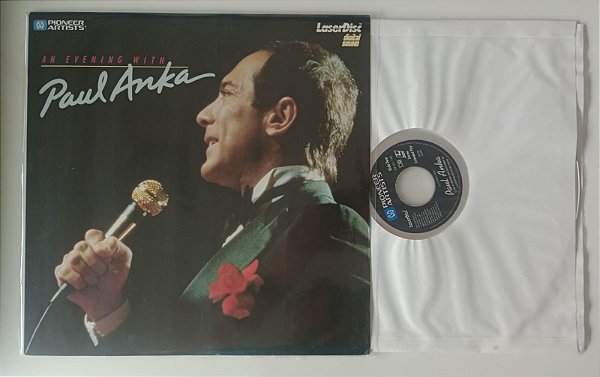 PIONEER
ARTISTS
LaserDisc
digital
SOUND
AN EVENING WITH
Paul Anka
PIONEER
ARTISTS
Paul Anka